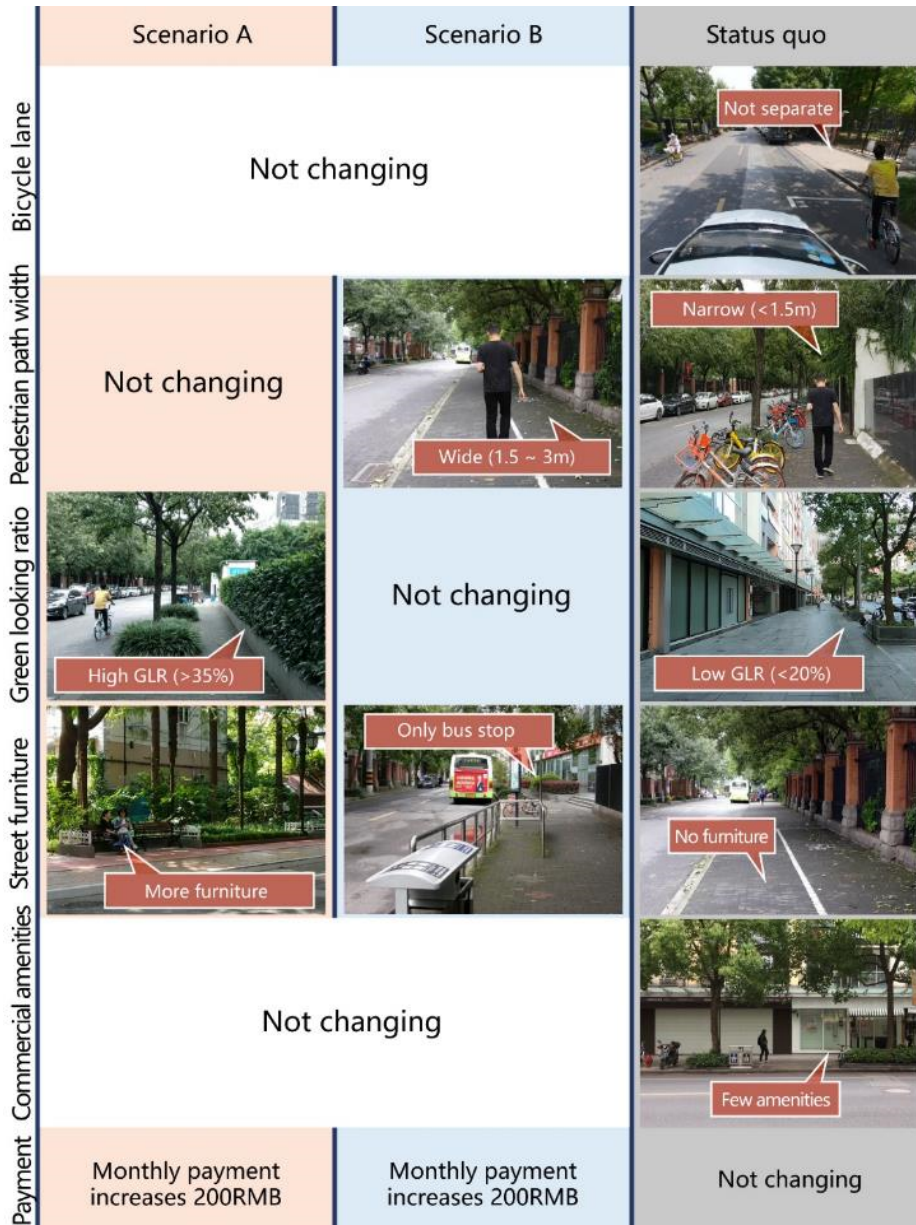 Scenario A
Scenario B
Status quo
Bicycle lane
Not changing
Not separate
Pedestrian path width
Not changing
Wide (1.5 ~ 3m)
Narrow (<1.5m)
Green looking ratio
High GLR (>35%)
Not changing
Low GLR (<20%)
Street furniture
More furniture
Only bus stop
No furniture
Commercial amenities
Not changing
Few amenities
Payment
Monthly payment
increases 200RMB
Monthly payment
increases 200RMB
Not changing